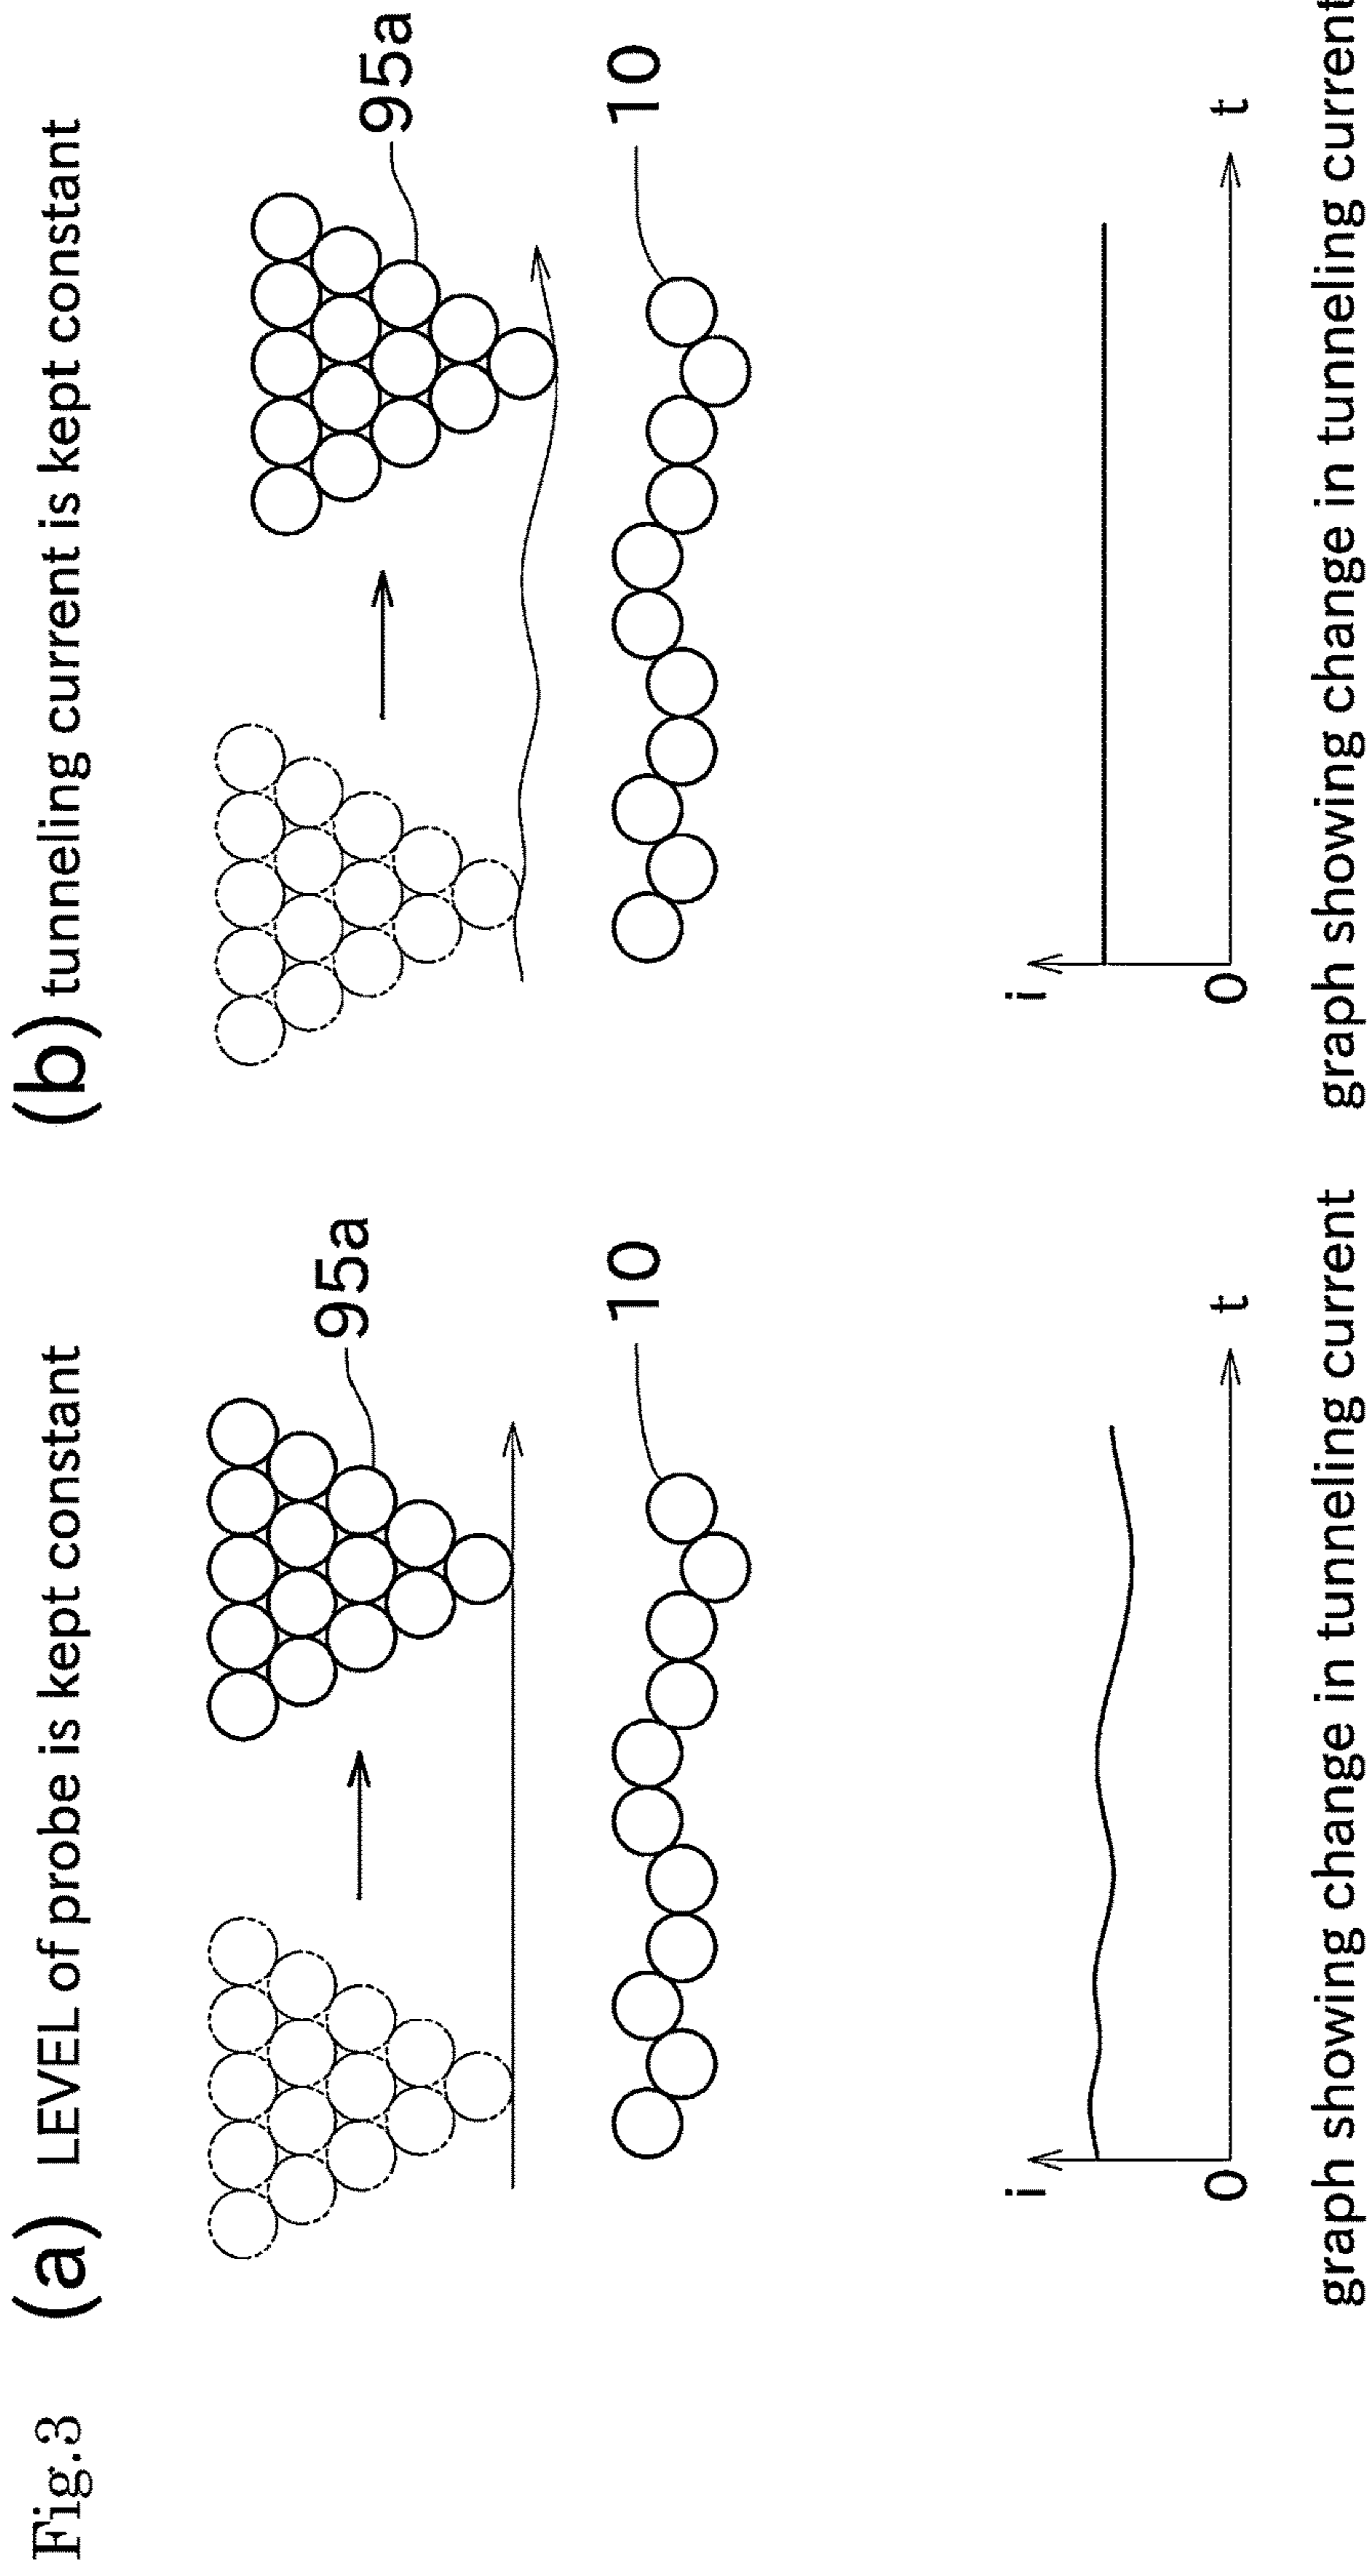 Fig.3
(a) LEVEL of probe is kept constant
95a
10
i
0
t
graph showing change in tunneling current
(b) tunneling current is kept constant
95a
10
i
0
t
graph showing change in tunneling current